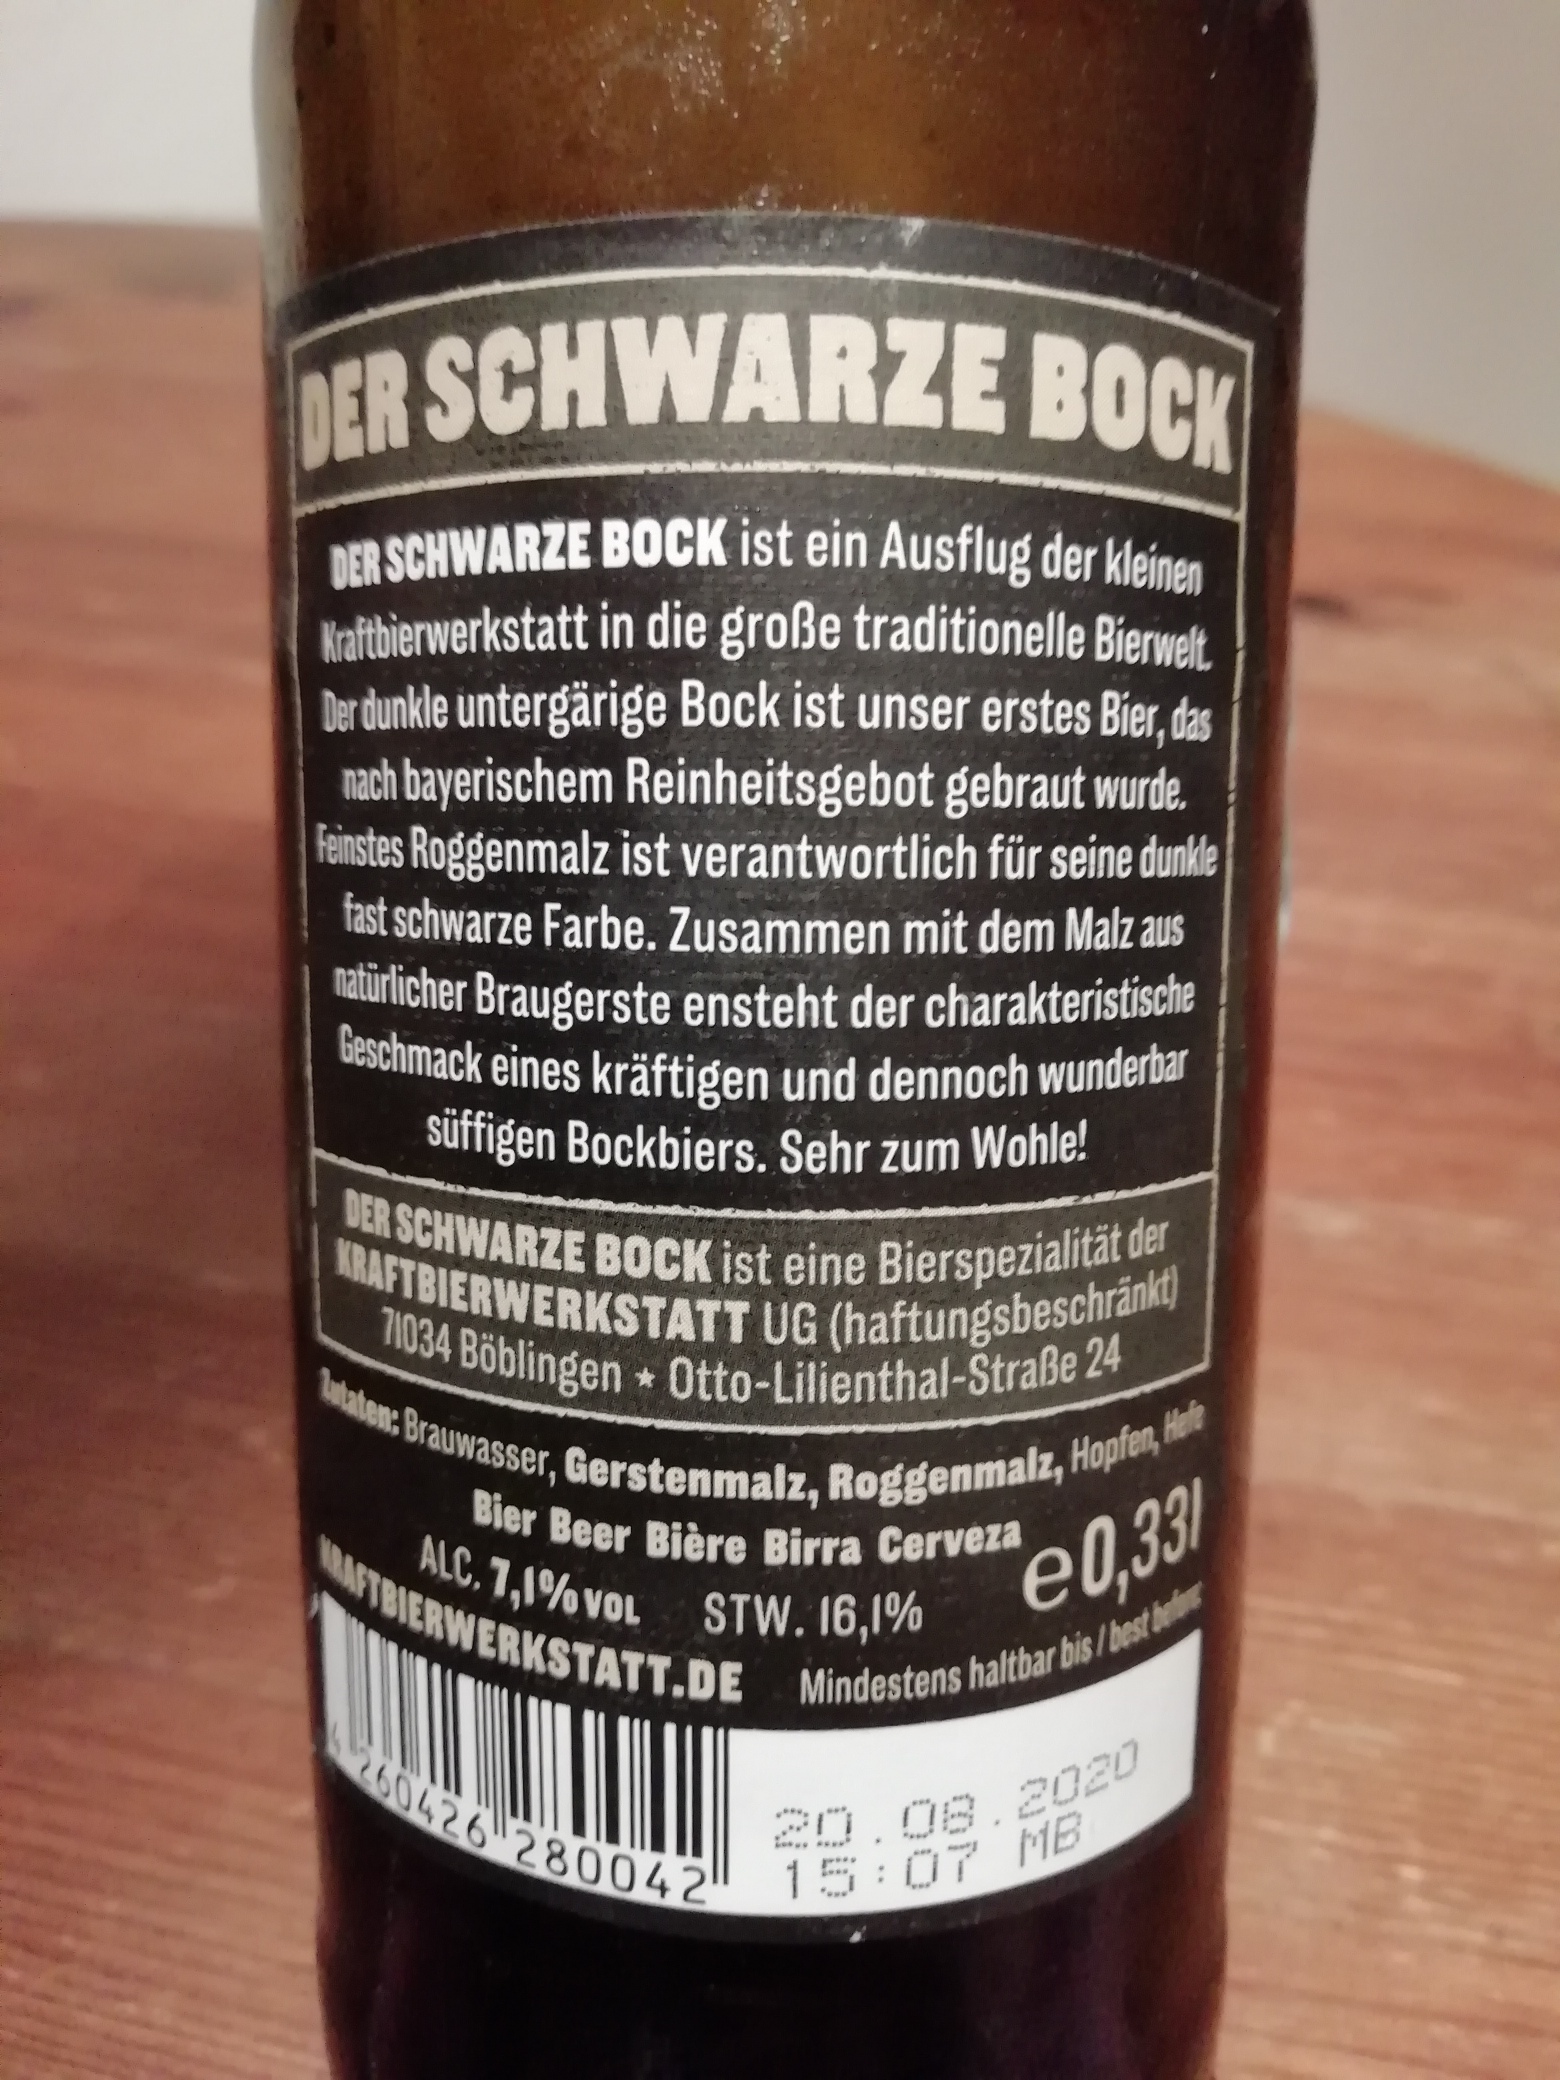 DER SCHWARZE BOCK
DER SCHWARZE BOCK ist ein Ausflug der kleinen
Kraftbierwerkstatt in die große traditionelle Bierwelt.
Der dunkle untergärige Bock ist unser erstes Bier, das
nach bayerischem Reinheitsgebot gebraut wurde.
Feinstes Roggenmalz ist verantwortlich für seine dunkle
fast schwarze Farbe. Zusammen mit dem Malz aus
natürlicher Braugerste ensteht der charakteristische
Geschmack eines kräftigen und dennoch wunderbar
süffigen Bockbiers. Sehr zum Wohle!
DER SCHWARZE BOCK ist eine Bierspezialität der
KRAFTBIERWERKSTATT UG (haftungsbeschränkt)
71034 Böblingen ★ Otto-Lilienthal-Straße 24
Zutaten: Brauwasser, Gerstenmalz, Roggenmalz, Hopfen, Hefe
Bier Beer Bière Birra Cerveza
ALC. 7,1% VOL STW. 16,1% e 0,33l
KRAFTBIERWERKSTATT.DE Mindestens haltbar bis / best before:
4 260426 280042
20.08.2020
15:07 MB